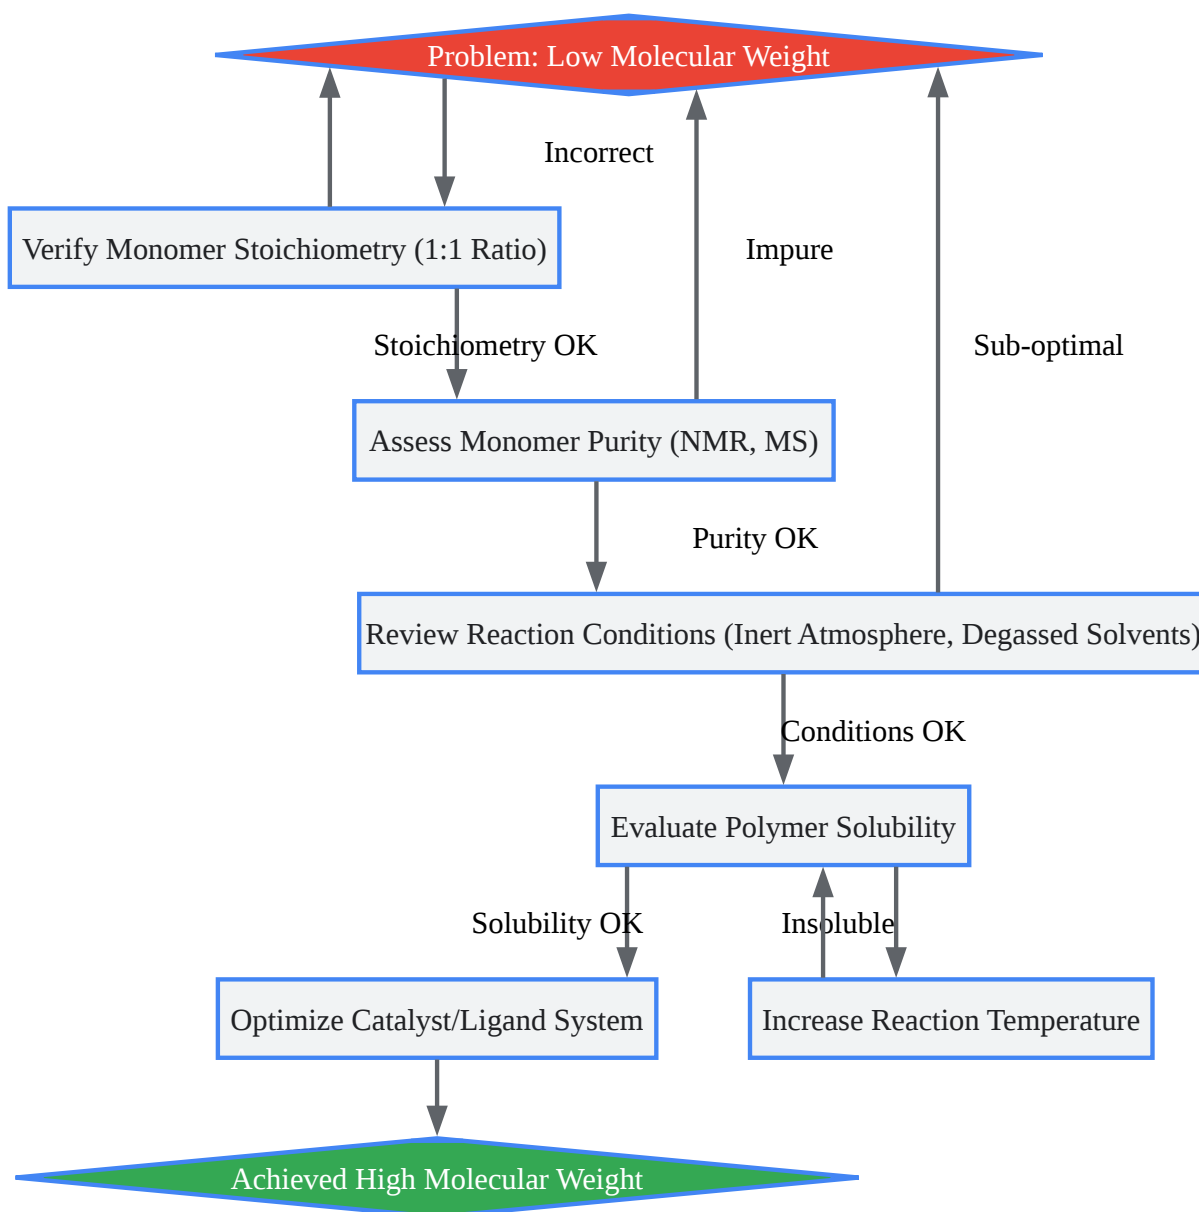 Problem: Low Molecular Weight
Incorrect
Verify Monomer Stoichiometry (1:1 Ratio)
Impure
Stoichiometry OK
Sub-optimal
Assess Monomer Purity (NMR, MS)
Purity OK
Review Reaction Conditions (Inert Atmosphere, Degassed Solvents)
Conditions OK
Evaluate Polymer Solubility
Solubility OK
Insoluble
Optimize Catalyst/Ligand System
Increase Reaction Temperature
Achieved High Molecular Weight